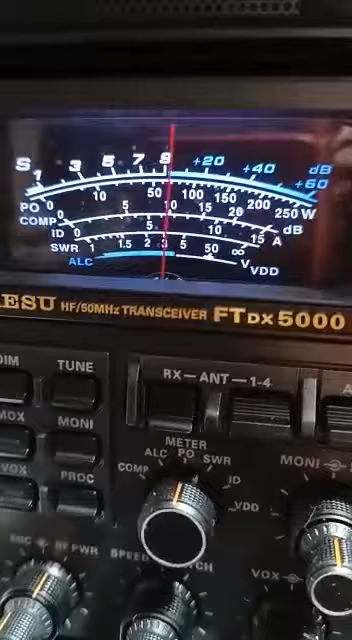 S 1 3 5 7 9 +20 +40 dB
+60
PO 0 10 50 100 150 200 250 W
COMP 0 5 10 15 20 dB
ID 0 5 10 15 A
SWR 1 1.5 2 3 5 50 ∞
ALC VDD
ESU HF/50MHz TRANSCEIVER FTDX5000
DIM TUNE
RX-ANT-1-4
MOX MONI
METER
ALC PO SWR
COMP ID
VDD
MONI
VOX PROC
MIC RF PWR SPEED
VOX